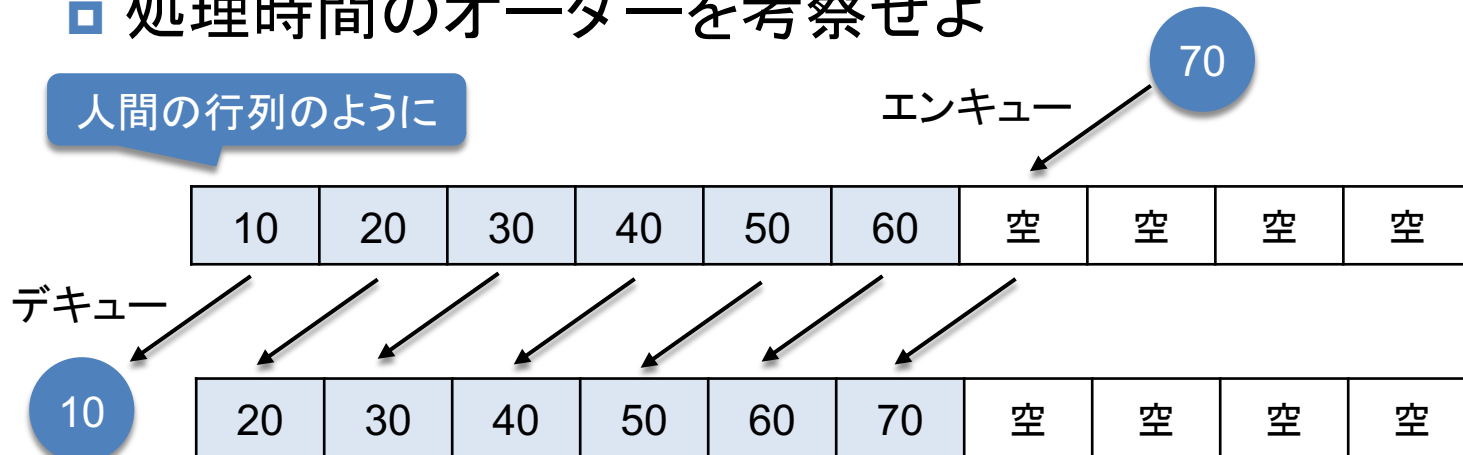 処理時間のオーダーを考察せよ
70
人間の行列のように
エンキュー
10 20 30 40 50 60 空 空 空 空
デキュー
10
20 30 40 50 60 70 空 空 空 空